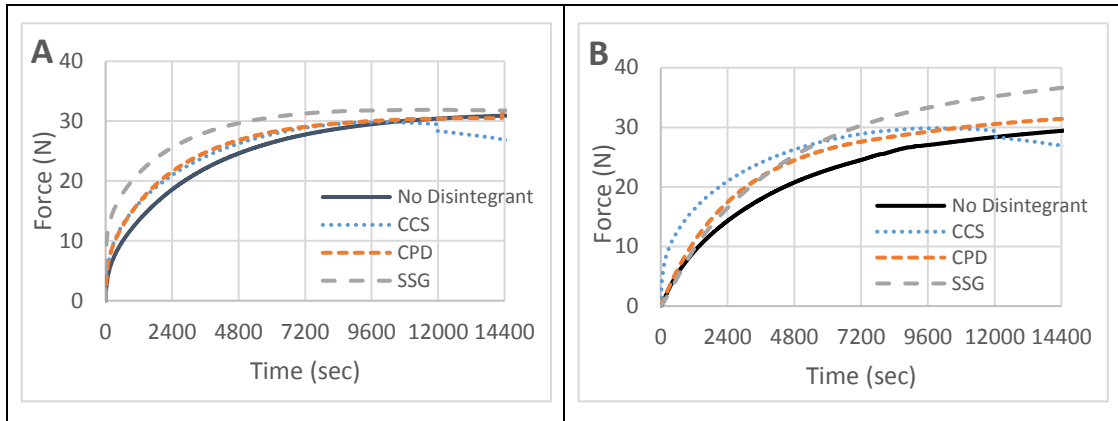 A
40
30
20
10
0
Force (N)
No Disintegrant
CCS
CPD
SSG
0 2400 4800 7200 9600 12000 14400
Time (sec)
B
40
30
20
10
0
Force (N)
No Disintegrant
CCS
CPD
SSG
0 2400 4800 7200 9600 12000 14400
Time (sec)